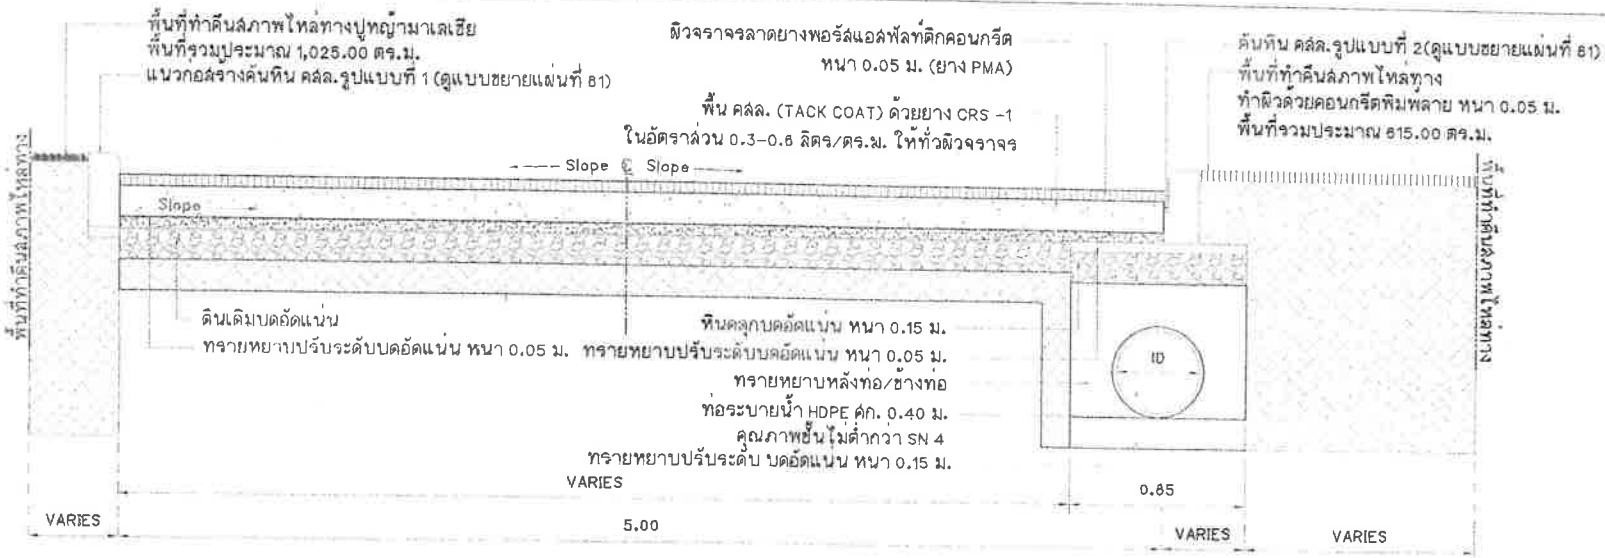 พื้นที่ทำคืนสภาพไหล่ทางปูหญ้ามาเลเซีย
พื้นที่รวมประมาณ 1,025.00 ตร.ม.
แนวก่อสร้างคันหิน คสล.รูปแบบที่ 1 (ดูแบบขยายแผ่นที่ 61)
ผิวจราจรลาดยางพอรัสแอสฟัลท์ติกคอนกรีต
หนา 0.05 ม. (ยาง PMA)
พื้น คสล. (TACK COAT) ด้วยยาง CRS -1
ในอัตราส่วน 0.3-0.6 ลิตร/ตร.ม. ให้ทั่วผิวจราจร
คันหิน คสล.รูปแบบที่ 2(ดูแบบขยายแผ่นที่ 61)
พื้นที่ทำคืนสภาพไหล่ทาง
ทำผิวด้วยคอนกรีตพิมพ์ลาย หนา 0.05 ม.
พื้นที่รวมประมาณ 615.00 ตร.ม.
Slope ℄ Slope
Slope
พื้นที่ทำคืนสภาพไหล่ทาง
พื้นที่ทำคืนสภาพไหล่ทาง
ดินเดิมบดอัดแน่น
ทรายหยาบปรับระดับบดอัดแน่น หนา 0.05 ม.
หินคลุกบดอัดแน่น หนา 0.15 ม.
ทรายหยาบปรับระดับบดอัดแน่น หนา 0.05 ม.
ทรายหยาบหลังท่อ/ข้างท่อ
ท่อระบายน้ำ HDPE ศก. 0.40 ม.
คุณภาพชั้นไม่ต่ำกว่า SN 4
ทรายหยาบปรับระดับ บดอัดแน่น หนา 0.15 ม.
ID
VARIES
0.85
VARIES
5.00
VARIES
VARIES